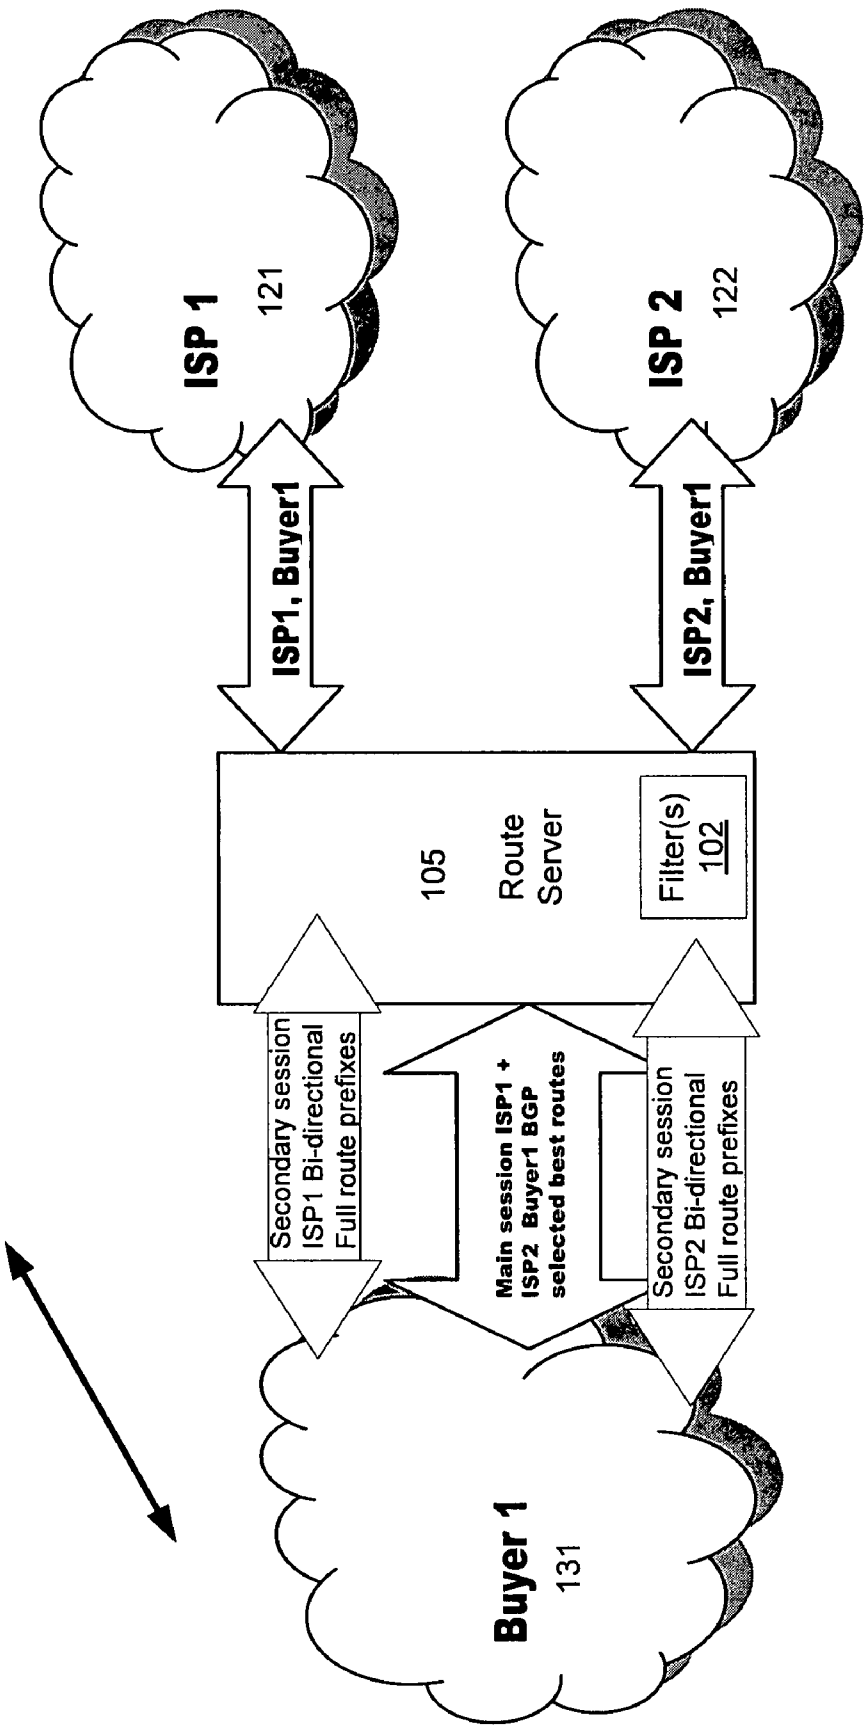 Buyer 1
131
Secondary session
ISP1 Bi-directional
Full route prefixes
Main session ISP1 +
ISP2 Buyer1 BGP
selected best routes
Secondary session
ISP2 Bi-directional
Full route prefixes
105
Route
Server
Filter(s)
102
ISP1, Buyer1
ISP2, Buyer1
ISP 1
121
ISP 2
122